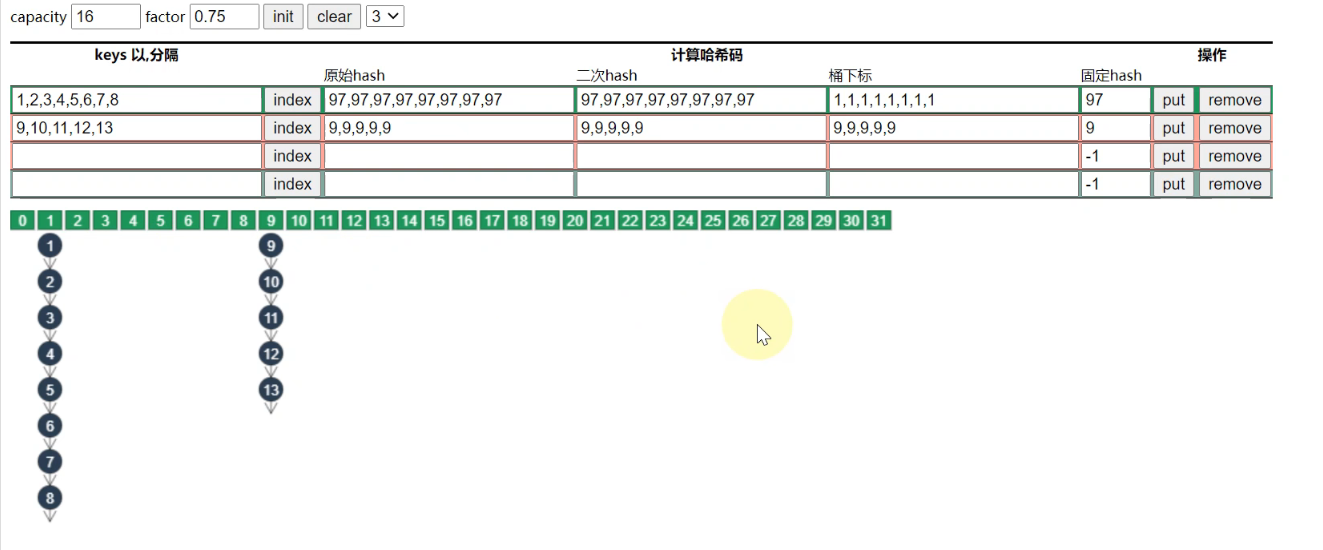 capacity 16 factor 0.75 init clear 3
keys 以,分隔 计算哈希码 操作
原始hash 二次hash 桶下标 固定hash
1,2,3,4,5,6,7,8 index 97,97,97,97,97,97,97,97 97,97,97,97,97,97,97,97 1,1,1,1,1,1,1,1 97 put remove
9,10,11,12,13 index 9,9,9,9,9 9,9,9,9,9 9,9,9,9,9 9 put remove
index -1 put remove
index -1 put remove
0 1 2 3 4 5 6 7 8 9 10 11 12 13 14 15 16 17 18 19 20 21 22 23 24 25 26 27 28 29 30 31
1 9
2 10
3 11
4 12
5 13
6
7
8